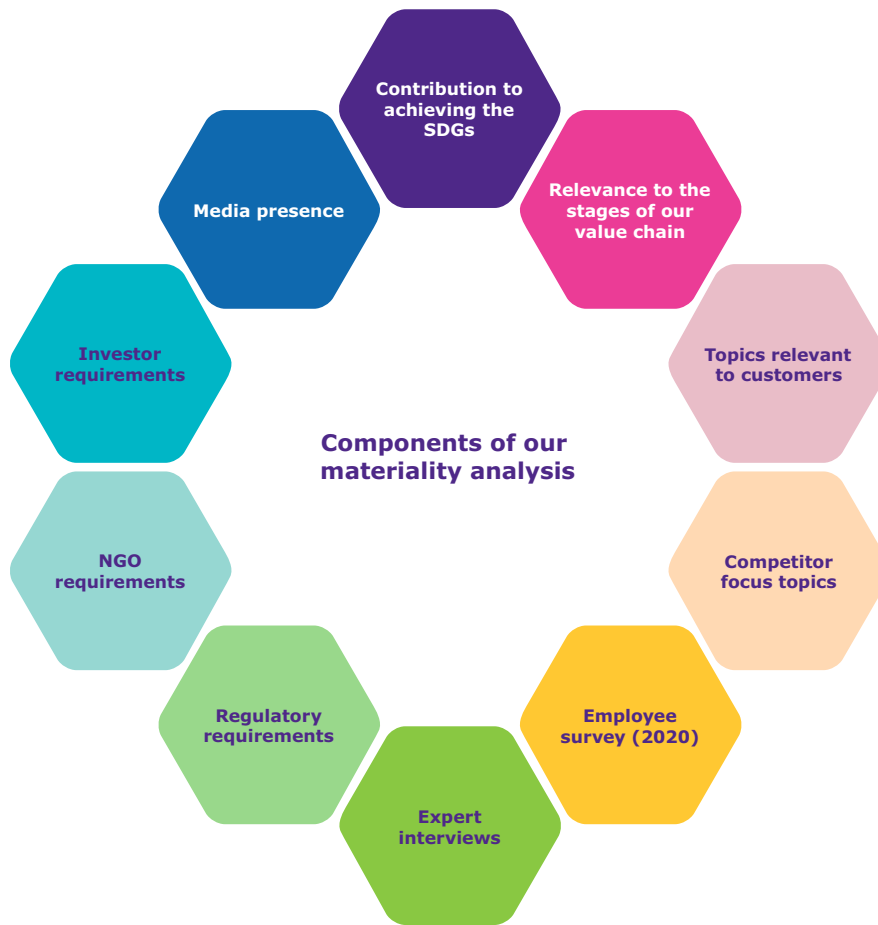 Contribution to
achieving the
SDGs
Relevance to the
stages of our
value chain
Topics relevant
to customers
Competitor
focus topics
Employee
survey (2020)
Expert
interviews
Regulatory
requirements
NGO
requirements
Investor
requirements
Media presence
Components of our
materiality analysis